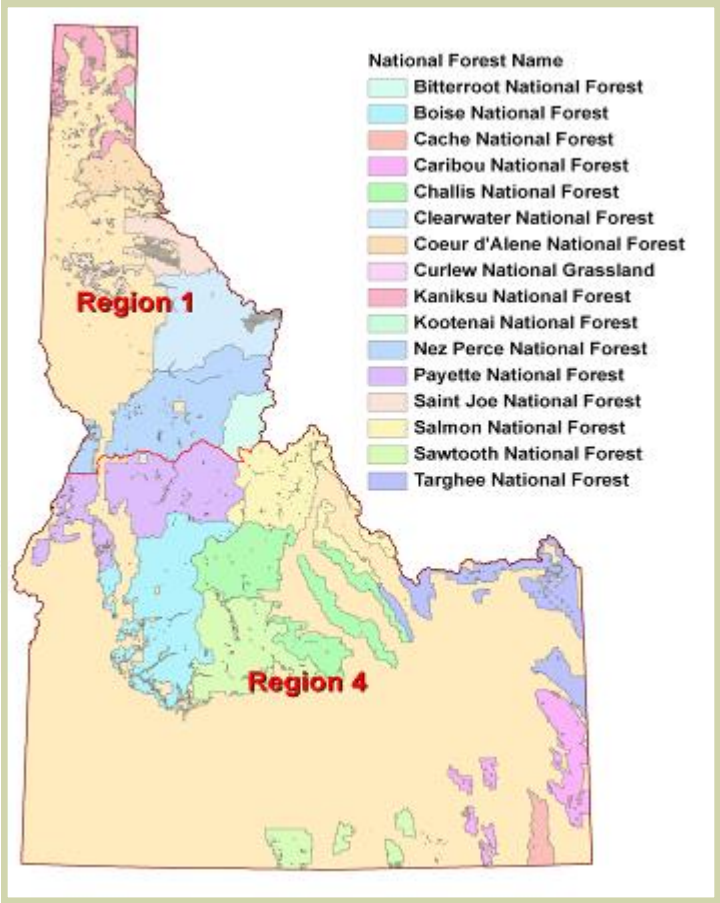 National Forest Name
Bitterroot National Forest
Boise National Forest
Cache National Forest
Caribou National Forest
Challis National Forest
Clearwater National Forest
Coeur d'Alene National Forest
Curlew National Grassland
Kaniksu National Forest
Kootenai National Forest
Nez Perce National Forest
Payette National Forest
Saint Joe National Forest
Salmon National Forest
Sawtooth National Forest
Targhee National Forest
Region 1
Region 4